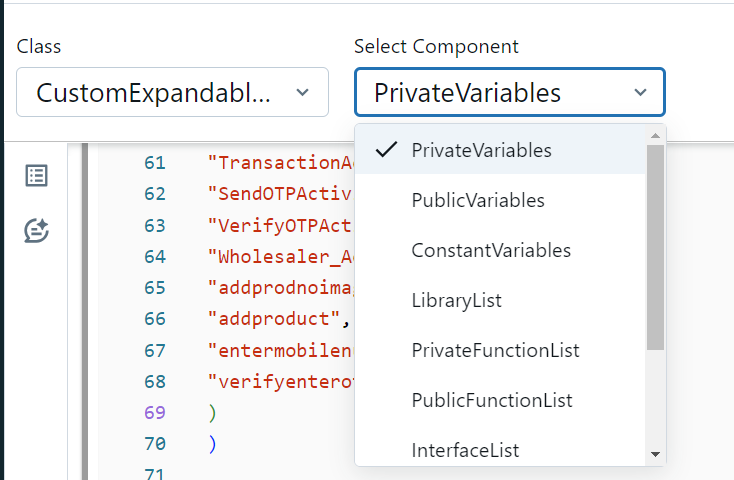 Class
Select Component
CustomExpandabl...
PrivateVariables
PrivateVariables
PublicVariables
ConstantVariables
LibraryList
PrivateFunctionList
PublicFunctionList
InterfaceList
61 "TransactionA
62 "SendOTPActiv
63 "VerifyOTPAct
64 "Wholesaler_A
65 "addprodnoima
66 "addproduct",
67 "entermobilen
68 "verifyentero
69 )
70 )
71